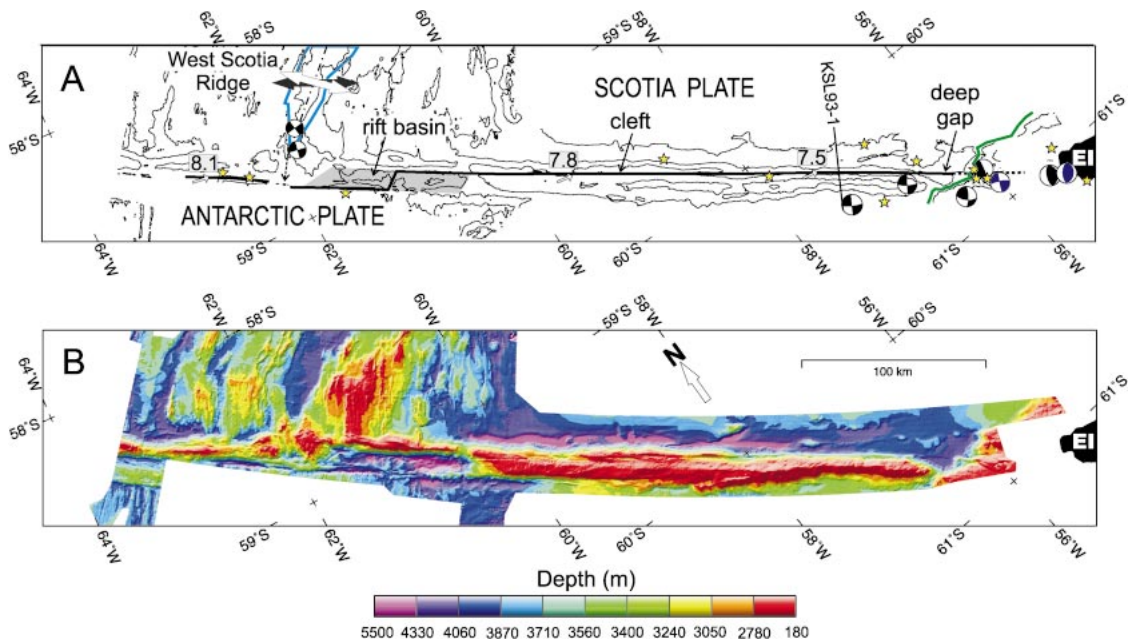 62°W
58°S
60°W
59°S
58°W
56°W
60°S
A
West Scotia
Ridge
SCOTIA PLATE
KSL93-1
deep
gap
64°W
58°S
61°S
rift basin
cleft
8.1
7.8
7.5
EI
ANTARCTIC PLATE
64°W
59°S
62°W
60°W
60°S
58°W
61°S
56°W
62°W
58°S
60°W
59°S
58°W
56°W
60°S
B
N
100 km
64°W
58°S
61°S
EI
64°W
59°S
62°W
60°W
60°S
58°W
61°S
56°W
Depth (m)
5500 4330 4060 3870 3710 3560 3400 3240 3050 2780 180